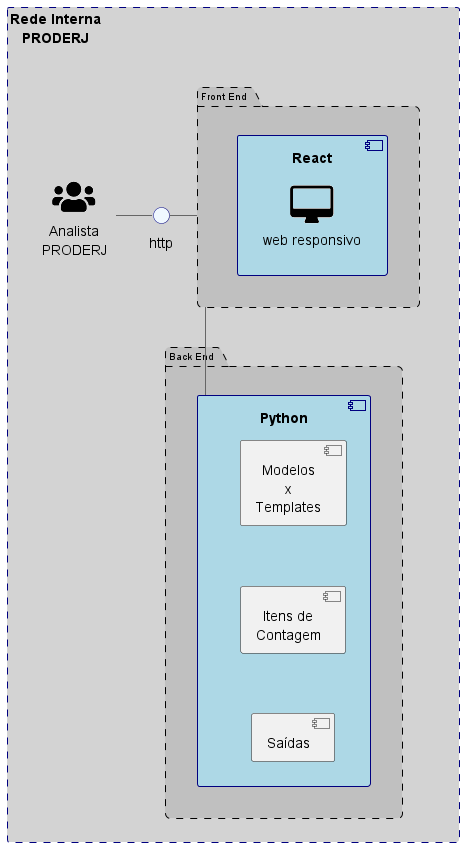 Rede Interna
PRODERJ
Front End
React
web responsivo
Analista
PRODERJ
http
Back End
Python
Modelos
x
Templates
Itens de
Contagem
Saídas